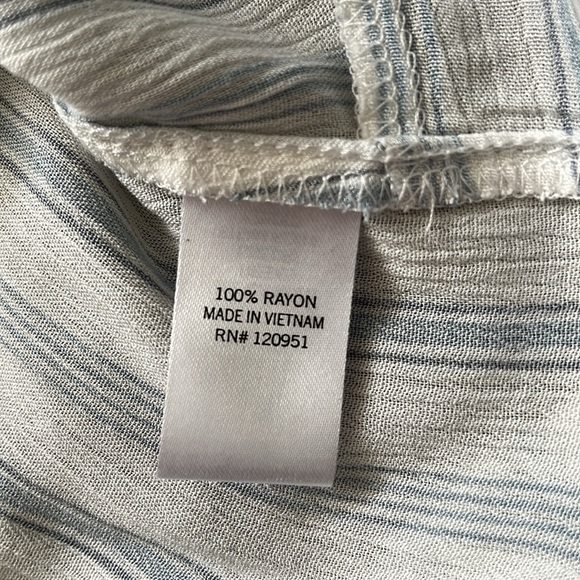 100% RAYON
MADE IN VIETNAM
RN# 120951